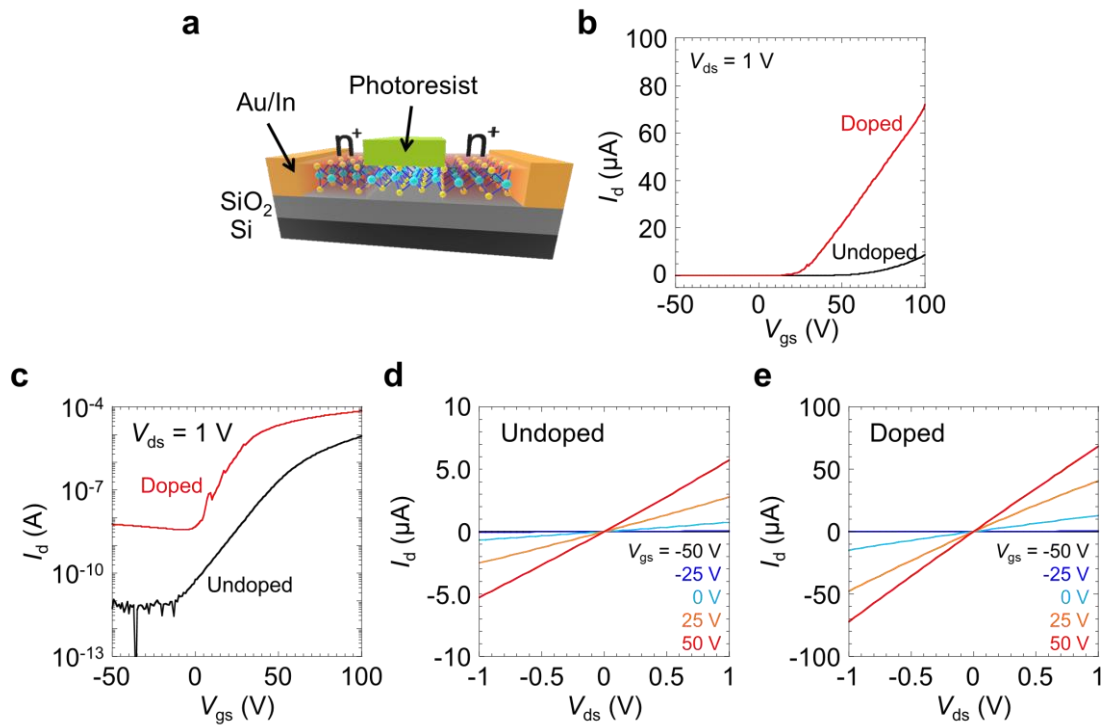 a
Photoresist
Au/In
n+
n+
SiO2
Si
b
Vds = 1 V
Doped
Undoped
Id (µA)
100
80
60
40
20
0
-50
0
50
100
Vgs (V)
c
Vds = 1 V
Doped
Undoped
Id (A)
10-4
10-7
10-10
10-13
-50
0
50
100
Vgs (V)
d
Undoped
Id (µA)
10
5.0
0
-5.0
-10
Vgs = -50 V
-25 V
0 V
25 V
50 V
-1
-0.5
0
0.5
1
Vds (V)
e
Doped
Id (µA)
100
50
0
-50
-100
Vgs = -50 V
-25 V
0 V
25 V
50 V
-1
-0.5
0
0.5
1
Vds (V)